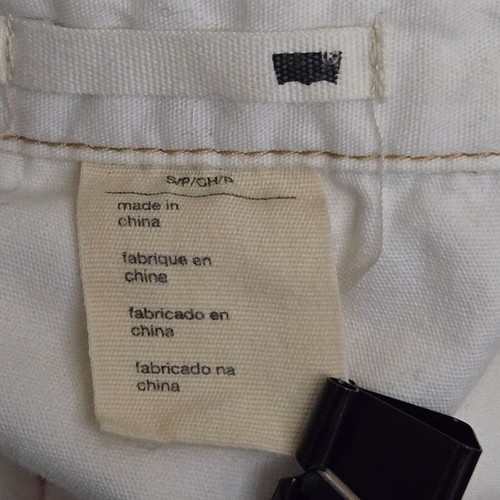 S/P/CH/P
made in
china
fabrique en
chine
fabricado en
china
fabricado na
china